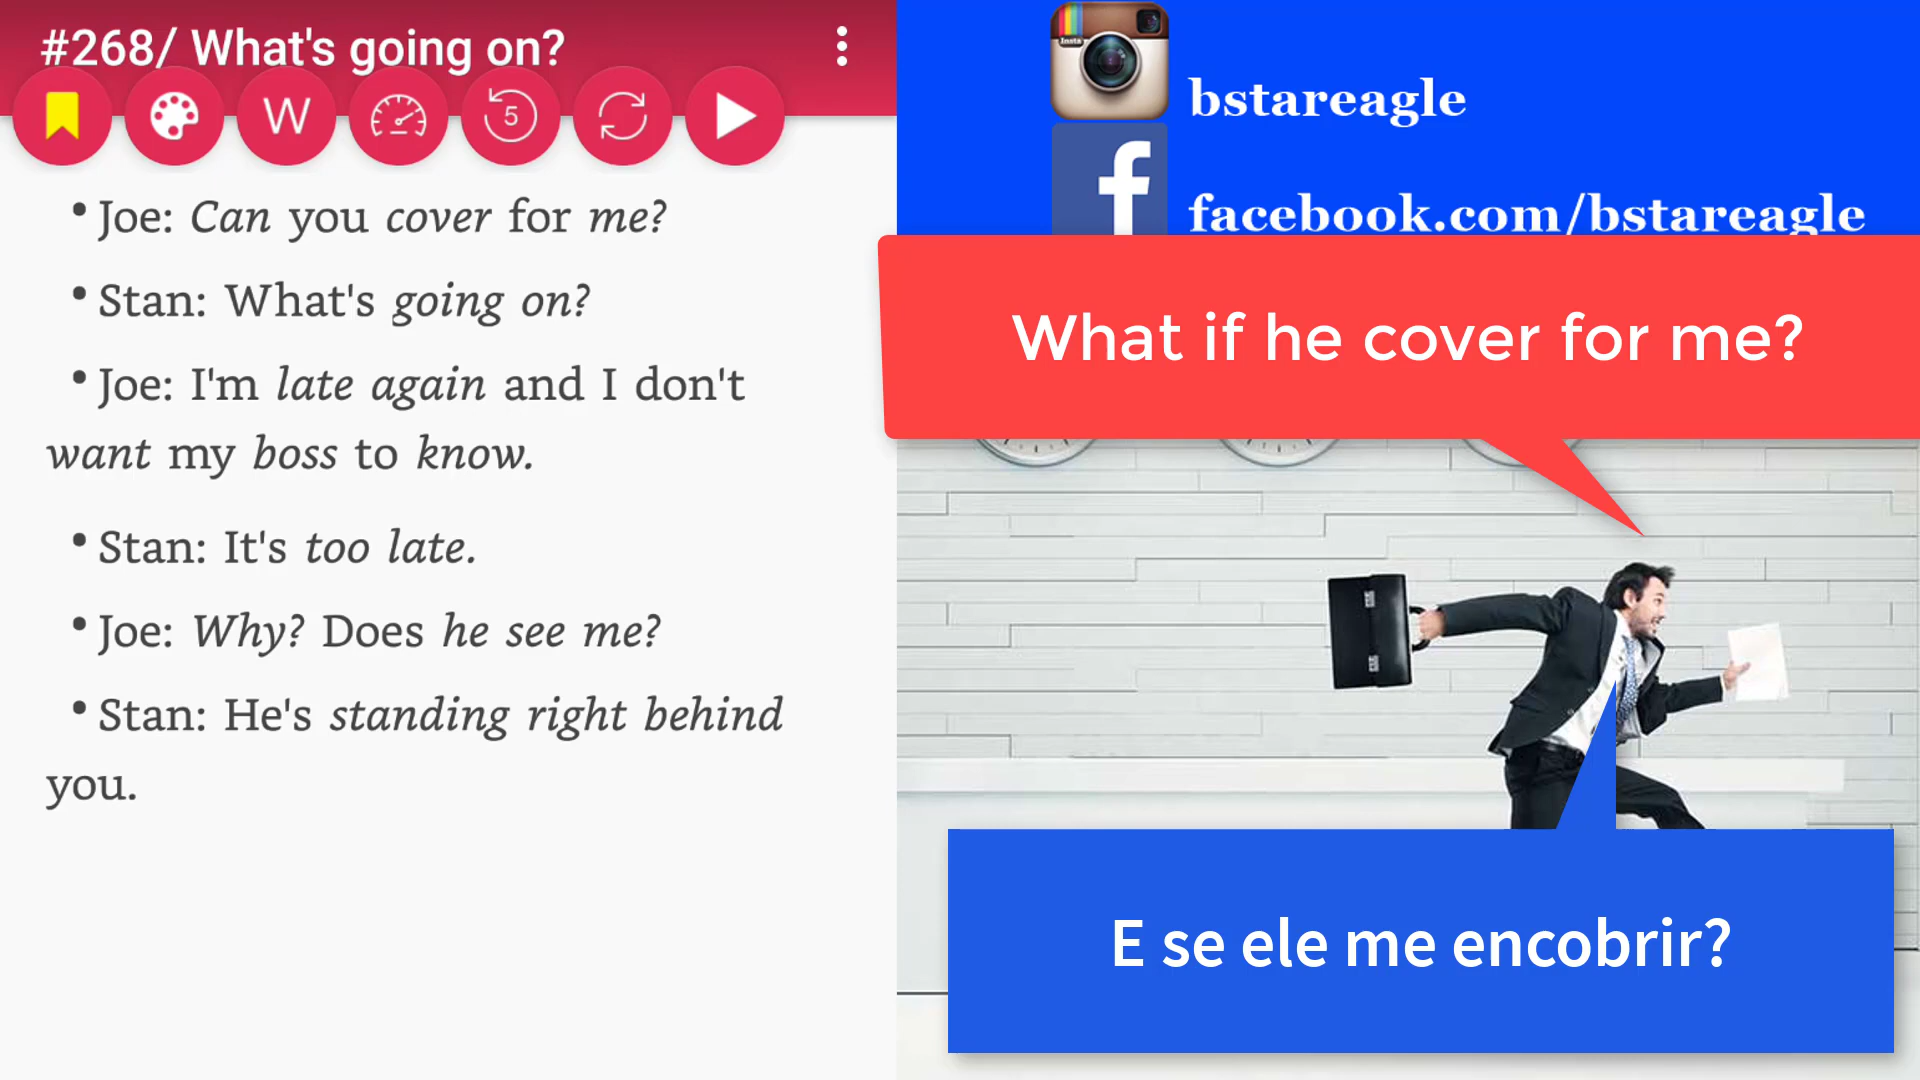 #268/ What's going on?
W
5
• Joe: Can you cover for me?
• Stan: What's going on?
• Joe: I'm late again and I don't
want my boss to know.
• Stan: It's too late.
• Joe: Why? Does he see me?
• Stan: He's standing right behind
you.
Insta
bstareagle
f
facebook.com/bstareagle
What if he cover for me?
E se ele me encobrir?